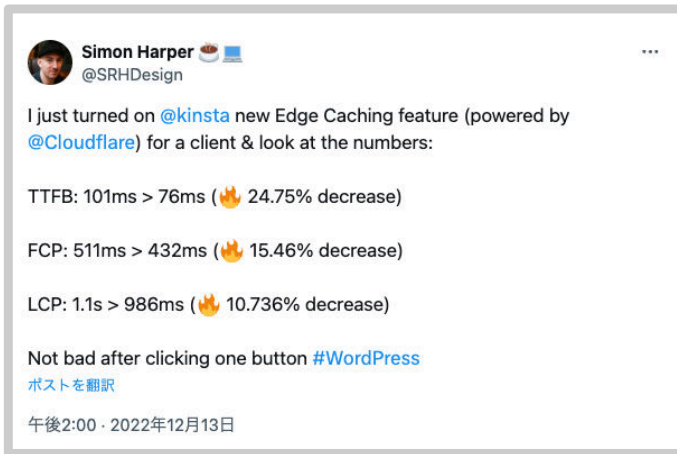 Simon Harper ☕💻
@SRHDesign
I just turned on @kinsta new Edge Caching feature (powered by
@Cloudflare) for a client & look at the numbers:
TTFB: 101ms > 76ms (🔥 24.75% decrease)
FCP: 511ms > 432ms (🔥 15.46% decrease)
LCP: 1.1s > 986ms (🔥 10.736% decrease)
Not bad after clicking one button #WordPress
ポストを翻訳
午後2:00 · 2022年12月13日